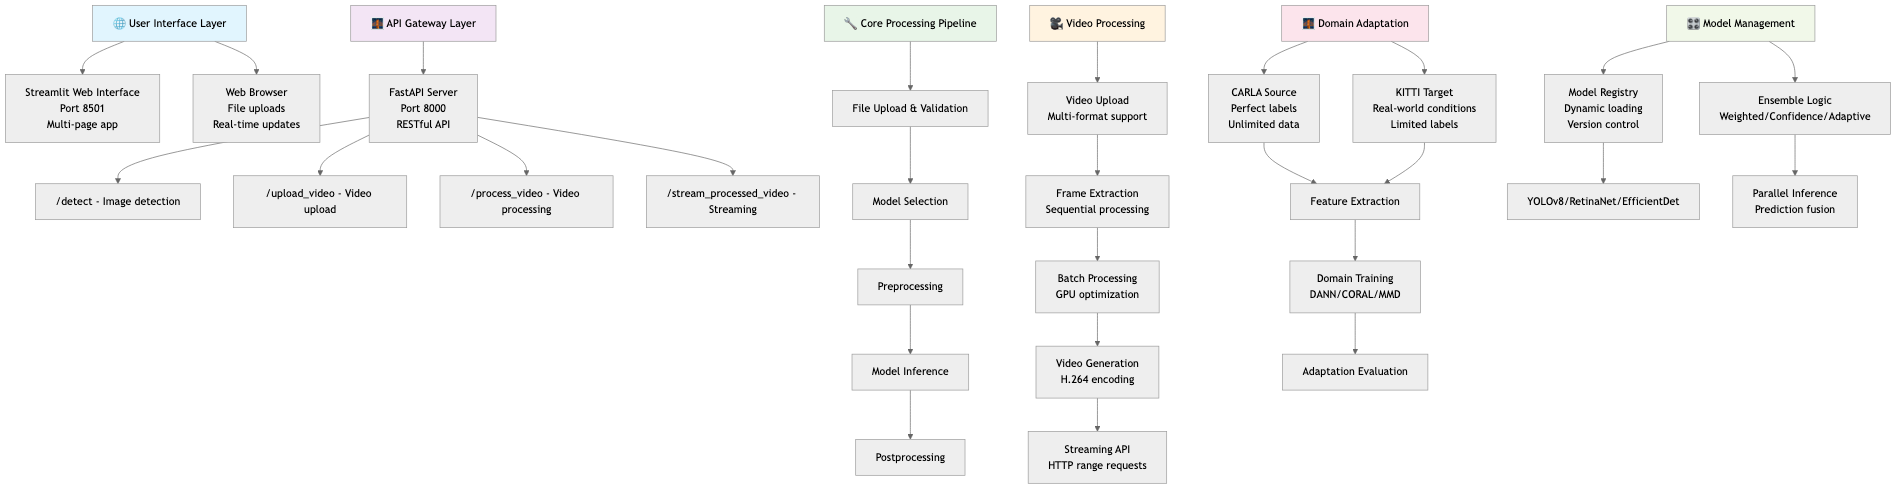 🌐 User Interface Layer
Streamlit Web Interface
Port 8501
Multi-page app
Web Browser
File uploads
Real-time updates
🌉 API Gateway Layer
FastAPI Server
Port 8000
RESTful API
/detect - Image detection
/upload_video - Video
upload
/process_video - Video
processing
/stream_processed_video -
Streaming
🔧 Core Processing Pipeline
File Upload & Validation
Model Selection
Preprocessing
Model Inference
Postprocessing
🎥 Video Processing
Video Upload
Multi-format support
Frame Extraction
Sequential processing
Batch Processing
GPU optimization
Video Generation
H.264 encoding
Streaming API
HTTP range requests
🌉 Domain Adaptation
CARLA Source
Perfect labels
Unlimited data
KITTI Target
Real-world conditions
Limited labels
Feature Extraction
Domain Training
DANN/CORAL/MMD
Adaptation Evaluation
🎛️ Model Management
Model Registry
Dynamic loading
Version control
YOLOv8/RetinaNet/EfficientDet
Ensemble Logic
Weighted/Confidence/Adaptive
Parallel Inference
Prediction fusion